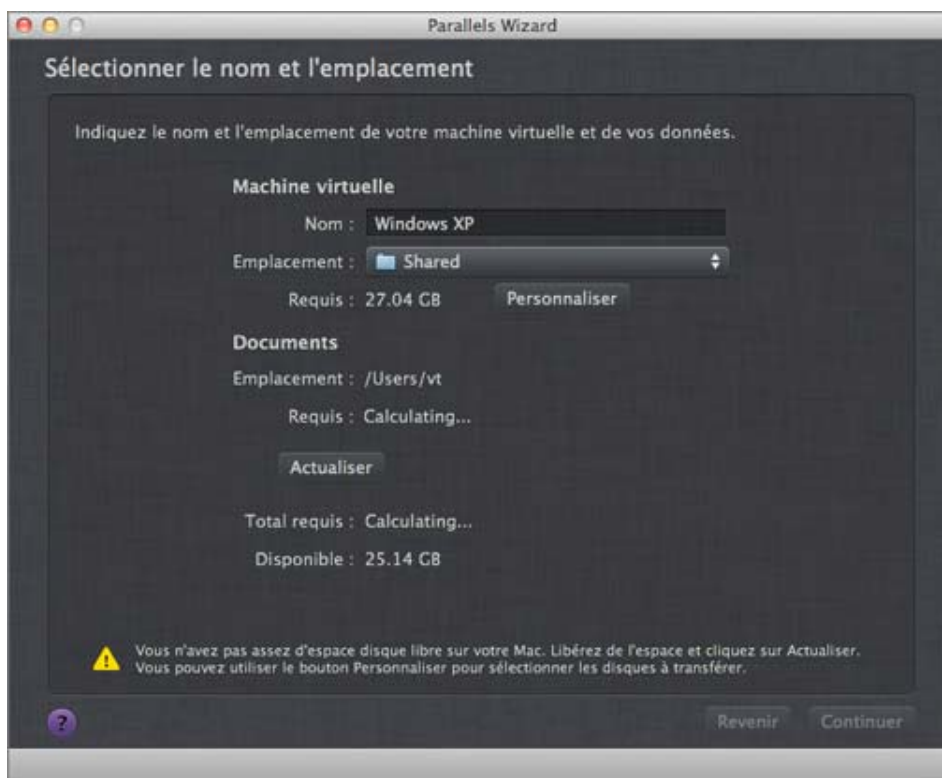 Parallels Wizard
Sélectionner le nom et l'emplacement
Indiquez le nom et l'emplacement de votre machine virtuelle et de vos données.
Machine virtuelle
Nom : Windows XP
Emplacement : Shared
Requis : 27.04 GB Personnaliser
Documents
Emplacement : /Users/vt
Requis : Calculating...
Actualiser
Total requis : Calculating...
Disponible : 25.14 GB
Vous n'avez pas assez d'espace disque libre sur votre Mac. Libérez de l'espace et cliquez sur Actualiser.
Vous pouvez utiliser le bouton Personnaliser pour sélectionner les disques à transférer.
? Revenir Continuer